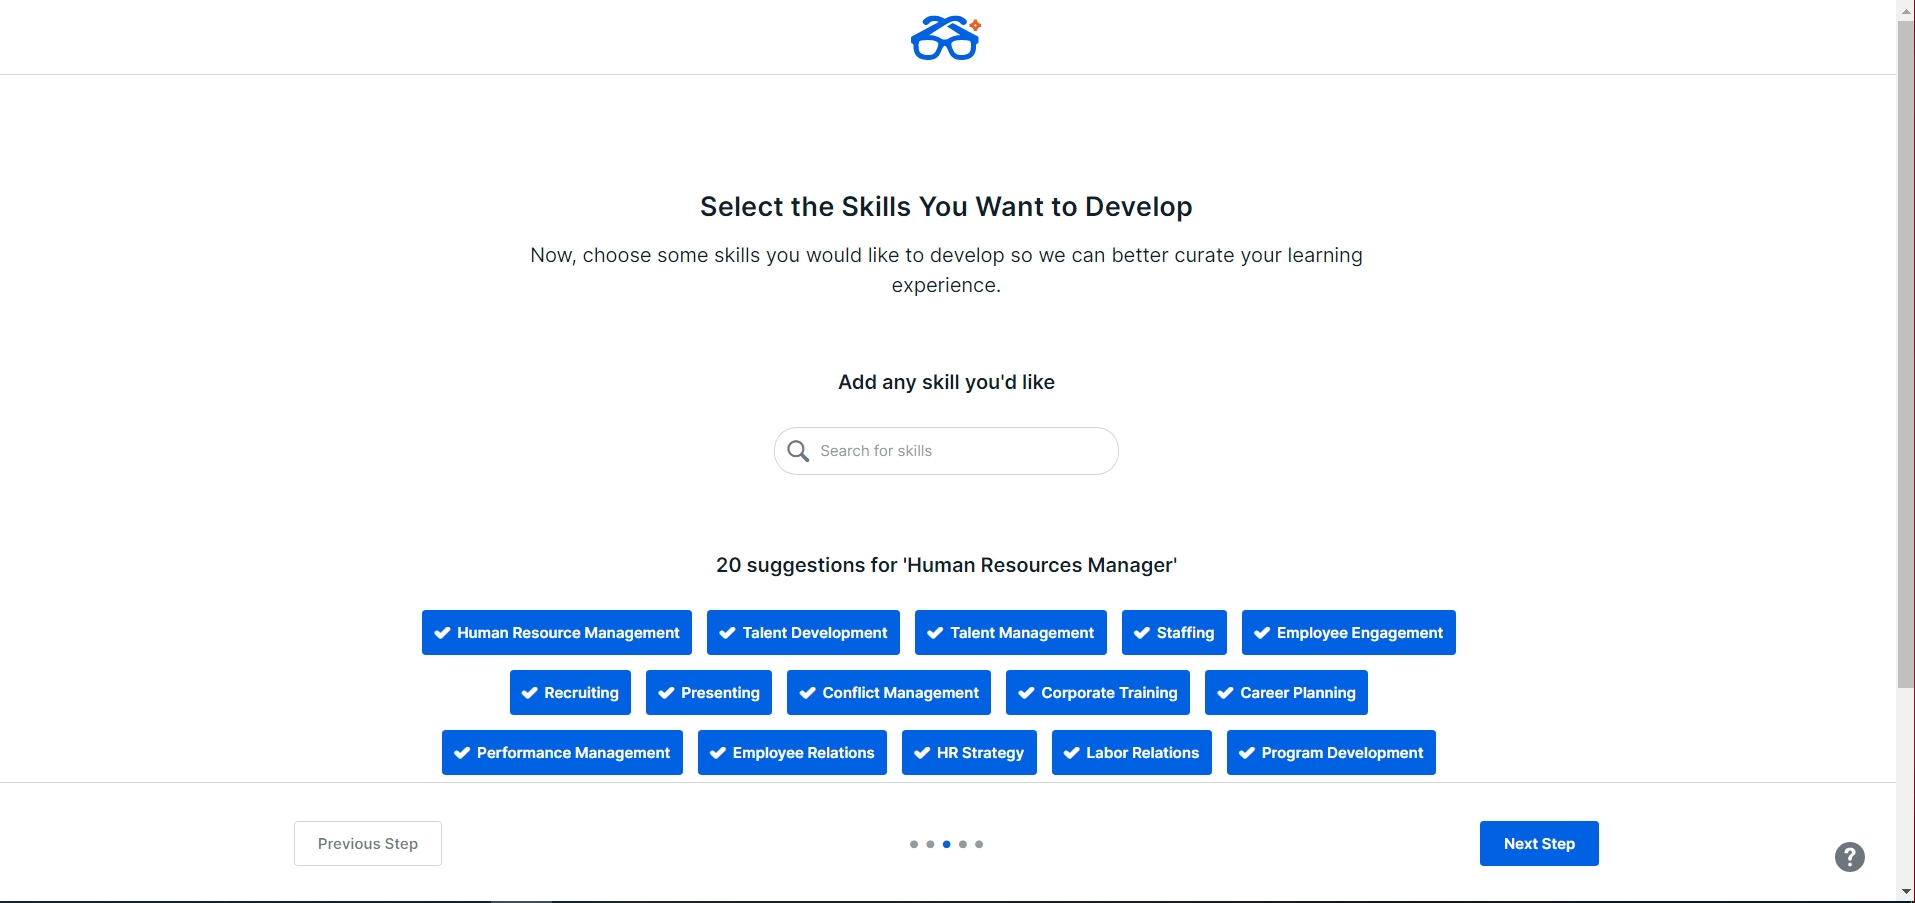 Select the Skills You Want to Develop
Now, choose some skills you would like to develop so we can better curate your learning
experience.
Add any skill you'd like
Search for skills
20 suggestions for 'Human Resources Manager'
Human Resource Management Talent Development Talent Management Staffing Employee Engagement
Recruiting Presenting Conflict Management Corporate Training Career Planning
Performance Management Employee Relations HR Strategy Labor Relations Program Development
Previous Step Next Step ?